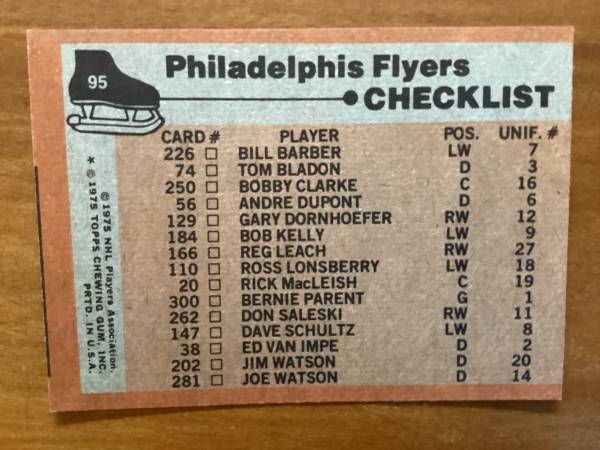 95
Philadelphis Flyers
CHECKLIST
CARD # PLAYER POS. UNIF. #
226 □ BILL BARBER LW 7
74 □ TOM BLADON D 3
250 □ BOBBY CLARKE C 16
56 □ ANDRE DUPONT D 6
129 □ GARY DORNHOEFER RW 12
184 □ BOB KELLY LW 9
166 □ REG LEACH RW 27
110 □ ROSS LONSBERRY LW 18
20 □ RICK MacLEISH C 19
300 □ BERNIE PARENT G 1
262 □ DON SALESKI RW 11
147 □ DAVE SCHULTZ LW 8
38 □ ED VAN IMPE D 2
202 □ JIM WATSON D 20
281 □ JOE WATSON D 14
© 1975 NHL Players Association.
★ © 1975 TOPPS CHEWING GUM, INC.
PRTD. IN U.S.A.